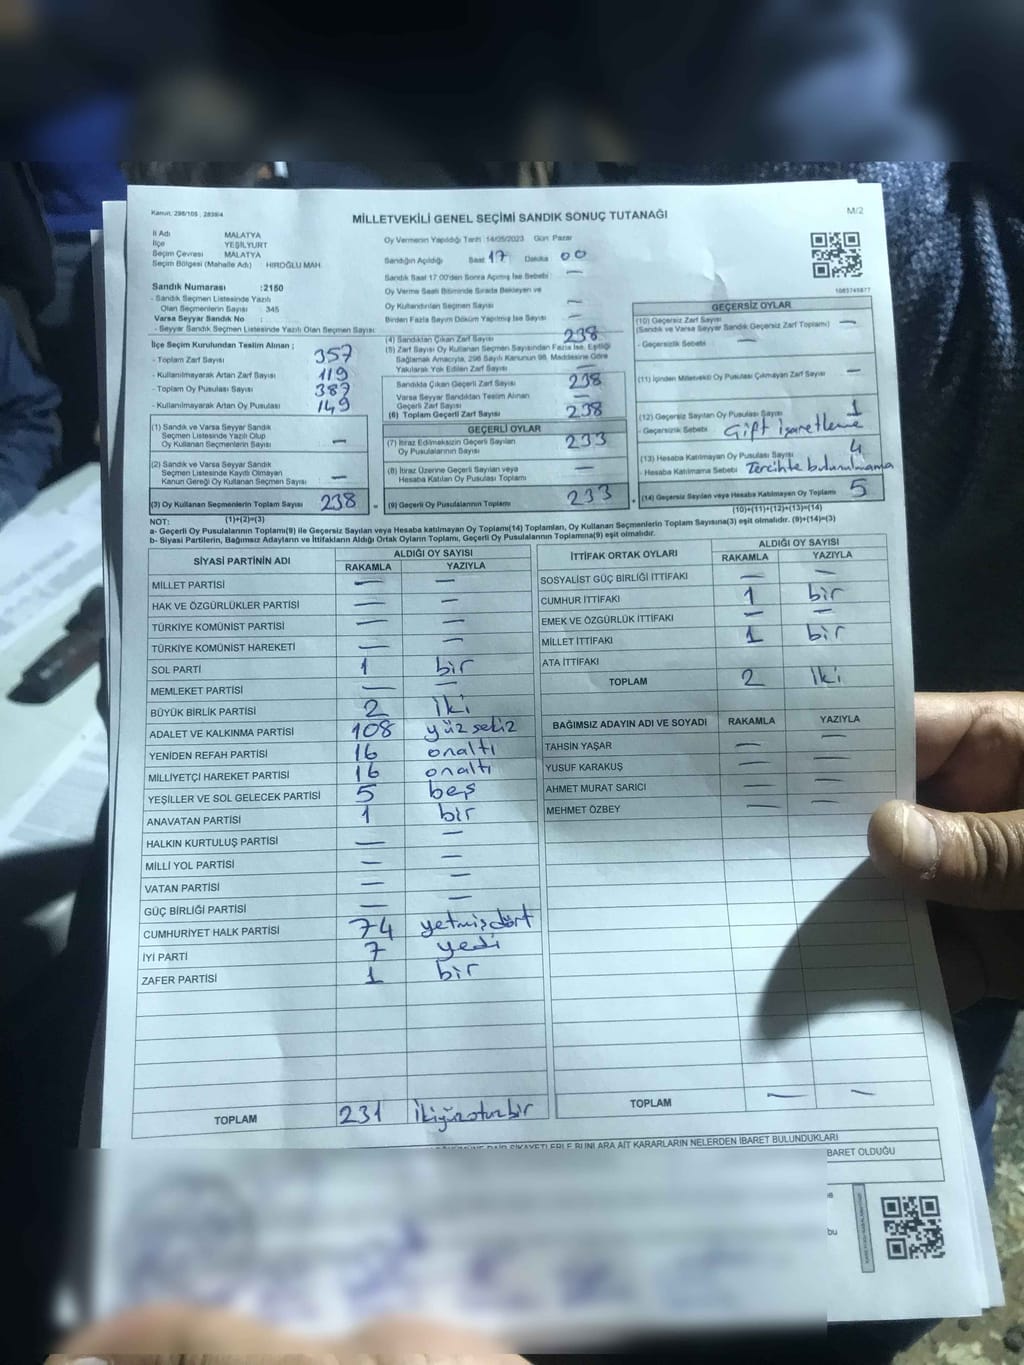 Kanun: 298/105 ; 2839/4
MİLLETVEKİLİ GENEL SEÇİMİ SANDIK SONUÇ TUTANAĞI
M/2
İl Adı MALATYA
İlçe YEŞİLYURT
Seçim Çevresi MALATYA
Seçim Bölgesi (Mahalle Adı) : HIROĞLU MAH.
Sandık Numarası :2150
- Sandık Seçmen Listesinde Yazılı
Olan Seçmenlerin Sayısı : 345
Varsa Seyyar Sandık No :
- Seyyar Sandık Seçmen Listesinde Yazılı Olan Seçmen Sayısı:
Oy Vermenin Yapıldığı Tarih :14/05/2023 Gün: Pazar
Sandığın Açıldığı Saat 17 Dakika 00
Sandık Saat 17:00'den Sonra Açılmış İse Sebebi : —
Oy Verme Saati Bitiminde Sırada Bekleyen ve
Oy Kullandırılan Seçmen Sayısı —
Birden Fazla Sayım Döküm Yapılmış İse Sayısı : —
İlçe Seçim Kurulundan Teslim Alınan ;
- Toplam Zarf Sayısı 357
- Kullanılmayarak Artan Zarf Sayısı 119
- Toplam Oy Pusulası Sayısı 387
- Kullanılmayarak Artan Oy Pusulası 149
(1) Sandık ve Varsa Seyyar Sandık
Seçmen Listesinde Yazılı Olup
Oy Kullanan Seçmenlerin Sayısı —
(2) Sandık ve Varsa Seyyar Sandık
Seçmen Listesinde Kayıtlı Olmayan
Kanun Gereği Oy Kullanan Seçmen Sayısı —
(3) Oy Kullanan Seçmenlerin Toplam Sayısı 238
(1)+(2)=(3)
(4) Sandıktan Çıkan Zarf Sayısı 238
(5) Zarf Sayısı Oy Kullanan Seçmen Sayısından Fazla İse, Eşitliği
Sağlamak Amacıyla, 298 Sayılı Kanunun 98. Maddesine Göre
Yakılarak Yok Edilen Zarf Sayısı —
Sandıkta Çıkan Geçerli Zarf Sayısı 238
Varsa Seyyar Sandıktan Teslim Alınan
Geçerli Zarf Sayısı —
(6) Toplam Geçerli Zarf Sayısı 238
GEÇERLİ OYLAR
(7) İtiraz Edilmeksizin Geçerli Sayılan
Oy Pusulalarının Sayısı 233
(8) İtiraz Üzerine Geçerli Sayılan veya
Hesaba Katılan Oy Pusulası Toplamı —
(9) Geçerli Oy Pusulalarının Toplamı 233
1083745877
GEÇERSİZ OYLAR
(10) Geçersiz Zarf Sayısı —
(Sandık ve Varsa Seyyar Sandık Geçersiz Zarf Toplamı)
- Geçersizlik Sebebi —
(11) İçinden Milletvekili Oy Pusulası Çıkmayan Zarf Sayısı —
(12) Geçersiz Sayılan Oy Pusulası Sayısı 1
- Geçersizlik Sebebi : Çift işaretleme
(13) Hesaba Katılmayan Oy Pusulası Sayısı 4
- Hesaba Katılmama Sebebi Tercihte bulunulmama
(14) Geçersiz Sayılan veya Hesaba Katılmayan Oy Toplamı 5
(10)+(11)+(12)+(13)=(14)
NOT:
a- Geçerli Oy Pusulalarının Toplamı(9) ile Geçersiz Sayılan veya Hesaba katılmayan Oy Toplamı(14) Toplamları, Oy Kullanan Seçmenlerin Toplam Sayısına(3) eşit olmalıdır. (9)+(14)=(3)
b- Siyasi Partilerin, Bağımsız Adayların ve İttifakların Aldığı Ortak Oyların Toplamı, Geçerli Oy Pusulalarının Toplamına(9) eşit olmalıdır.
SİYASİ PARTİNİN ADI ALDIĞI OY SAYISI
RAKAMLA YAZIYLA
MİLLET PARTİSİ — —
HAK VE ÖZGÜRLÜKLER PARTİSİ — —
TÜRKİYE KOMÜNİST PARTİSİ — —
TÜRKİYE KOMÜNİST HAREKETİ — —
SOL PARTİ 1 bir
MEMLEKET PARTİSİ — —
BÜYÜK BİRLİK PARTİSİ 2 iki
ADALET VE KALKINMA PARTİSİ 108 yüz sekiz
YENİDEN REFAH PARTİSİ 16 onaltı
MİLLİYETÇİ HAREKET PARTİSİ 16 onaltı
YEŞİLLER VE SOL GELECEK PARTİSİ 5 beş
ANAVATAN PARTİSİ 1 bir
HALKIN KURTULUŞ PARTİSİ — —
MİLLİ YOL PARTİSİ — —
VATAN PARTİSİ — —
GÜÇ BİRLİĞİ PARTİSİ — —
CUMHURİYET HALK PARTİSİ 74 yetmişdört
İYİ PARTİ 7 yedi
ZAFER PARTİSİ 1 bir
TOPLAM 231 İkiyüzotuzbir
İTTİFAK ORTAK OYLARI ALDIĞI OY SAYISI
RAKAMLA YAZIYLA
SOSYALİST GÜÇ BİRLİĞİ İTTİFAKI — —
CUMHUR İTTİFAKI 1 bir
EMEK VE ÖZGÜRLÜK İTTİFAKI — —
MİLLET İTTİFAKI 1 bir
ATA İTTİFAKI
TOPLAM 2 iki
BAĞIMSIZ ADAYIN ADI VE SOYADI RAKAMLA YAZIYLA
TAHSİN YAŞAR — —
YUSUF KARAKUŞ — —
AHMET MURAT SARICI — —
MEHMET ÖZBEY — —
TOPLAM — —
ŞİKAYETLERLE BUNLARA AİT KARARLARIN NELERDEN İBARET BULUNDUKLARI
BARET OLDUĞU
bu